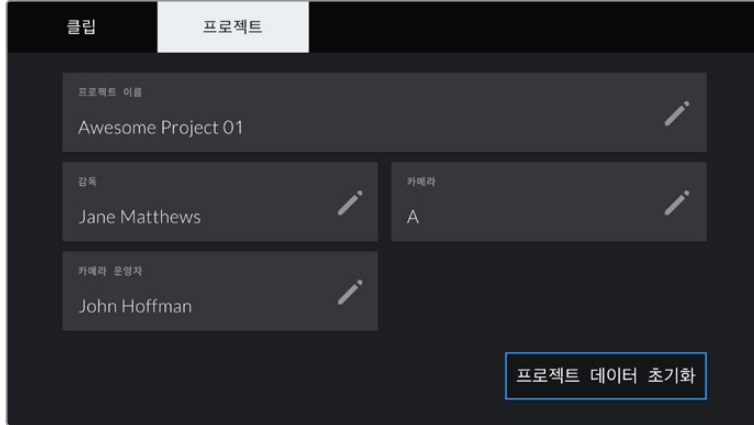 클립
프로젝트
프로젝트 이름
Awesome Project 01
감독
Jane Matthews
카메라
A
카메라 운영자
John Hoffman
프로젝트 데이터 초기화